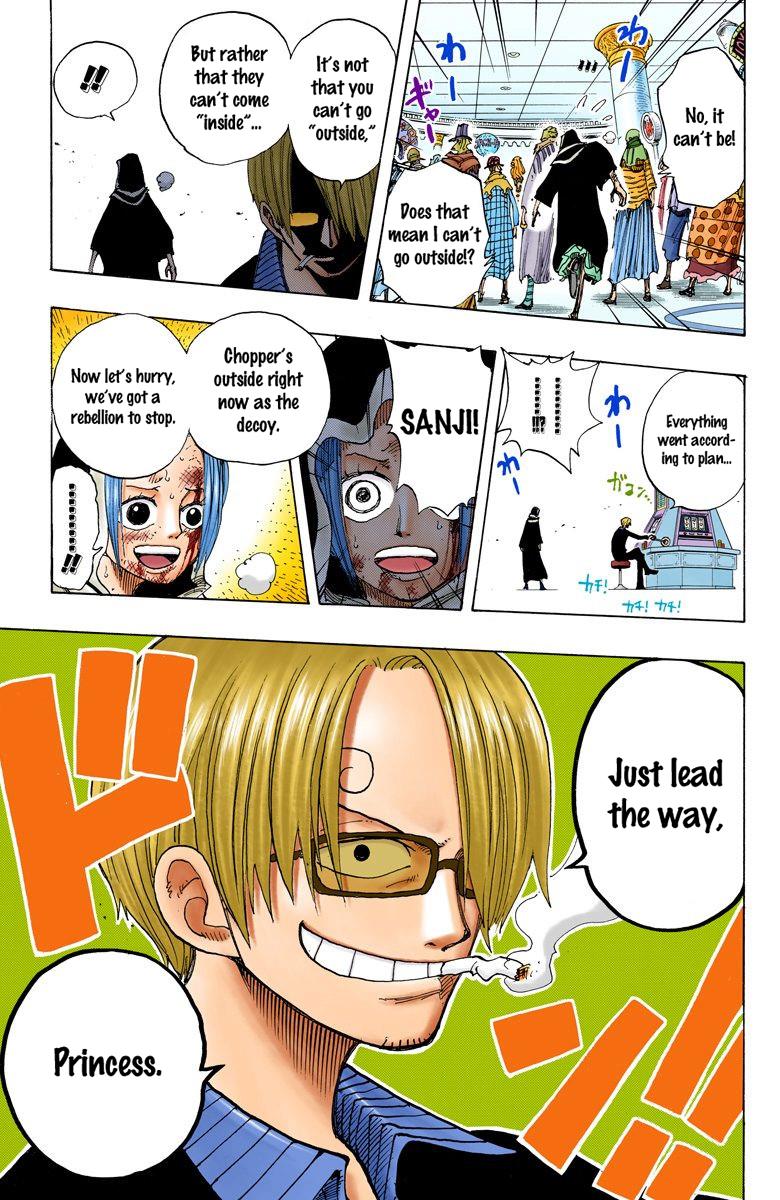 No, it
can't be!
わー
わー
ギャー
Does that
mean I can't
go outside!?
It's not
that you
can't go
"outside,"
But rather
that they
can't come
"inside"...
!!
Everything
went accord-
ing to plan...
わー
わー
!!?
カチ!
カチ! カチ!
SANJI!
Chopper's
outside right
now as the
decoy.
Now let's hurry,
we've got a
rebellion to stop.
Just lead
the way,
Princess.
ドン!!